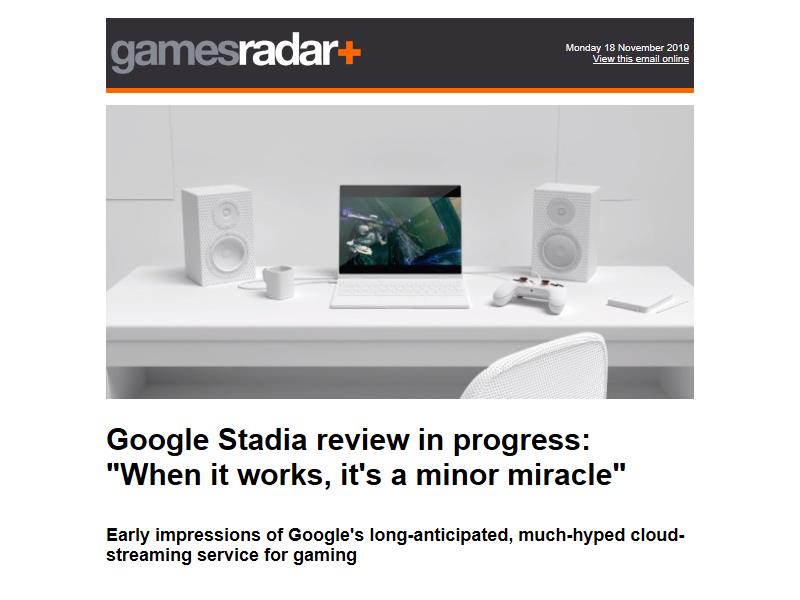 gamesradar+
Monday 18 November 2019
View this email online
Google Stadia review in progress:
"When it works, it's a minor miracle"
Early impressions of Google's long-anticipated, much-hyped cloud-
streaming service for gaming